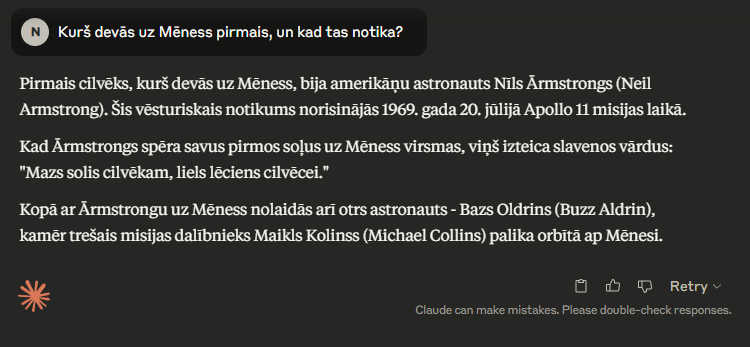 N
Kurš devās uz Mēness pirmais, un kad tas notika?
Pirmais cilvēks, kurš devās uz Mēness, bija amerikāņu astronauts Nīls Ārmstrongs (Neil
Armstrong). Šis vēsturiskais notikums norisinājās 1969. gada 20. jūlijā Apollo 11 misijas laikā.
Kad Ārmstrongs spēra savus pirmos soļus uz Mēness virsmas, viņš izteica slavenos vārdus:
"Mazs solis cilvēkam, liels lēciens cilvēcei."
Kopā ar Ārmstrongu uz Mēness nolaidās arī otrs astronauts - Bazs Oldrins (Buzz Aldrin),
kamēr trešais misijas dalībnieks Maikls Kolinss (Michael Collins) palika orbītā ap Mēnesi.
Retry
Claude can make mistakes. Please double-check responses.